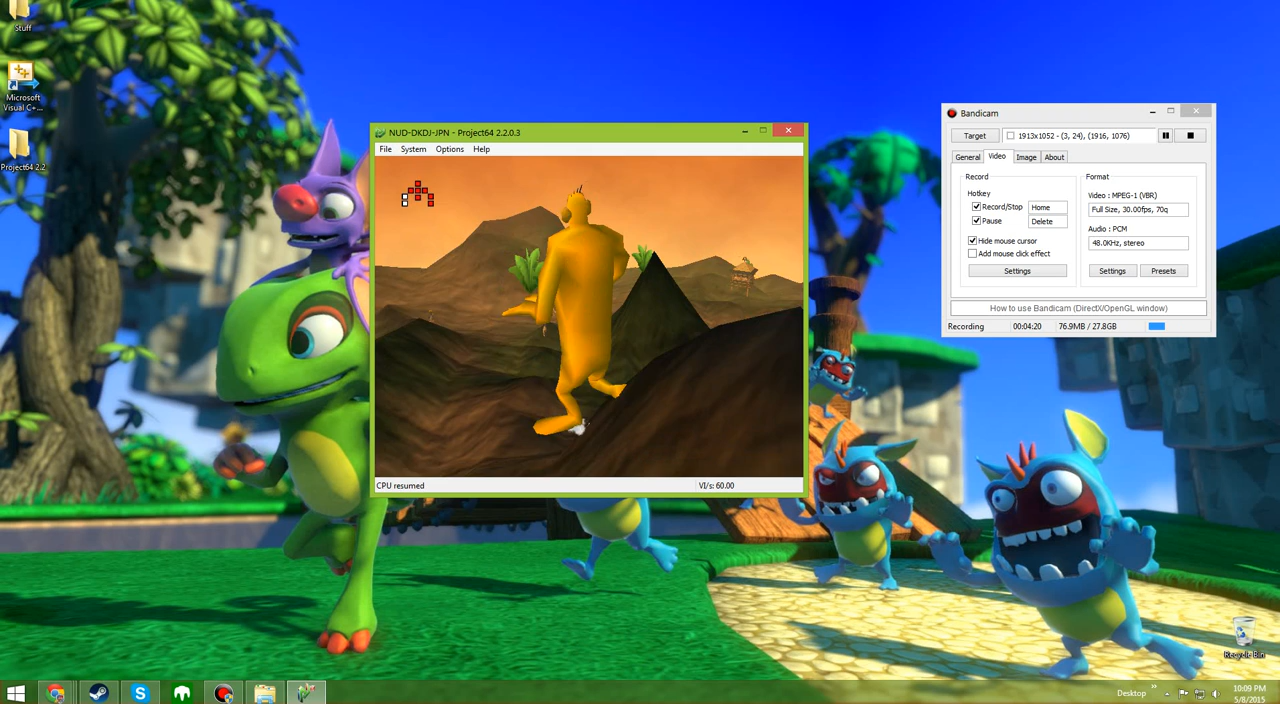 Stuff
Microsoft
Visual C+...
Project64 2.2
NUD-DKDJ-JPN - Project64 2.2.0.3
File System Options Help
CPU resumed
VI/s: 60.00
Bandicam
Target
1913x1052 - (3, 24), (1916, 1076)
General Video Image About
Record
Hotkey
Record/Stop Home
Pause Delete
Hide mouse cursor
Add mouse click effect
Settings
Format
Video : MPEG-1 (VBR)
Full Size, 30.00fps, 70q
Audio : PCM
48.0KHz, stereo
Settings Presets
How to use Bandicam (DirectX/OpenGL window)
Recording 00:04:20 76.9MB / 27.8GB
Recycle Bin
Desktop
10:09 PM
5/8/2015